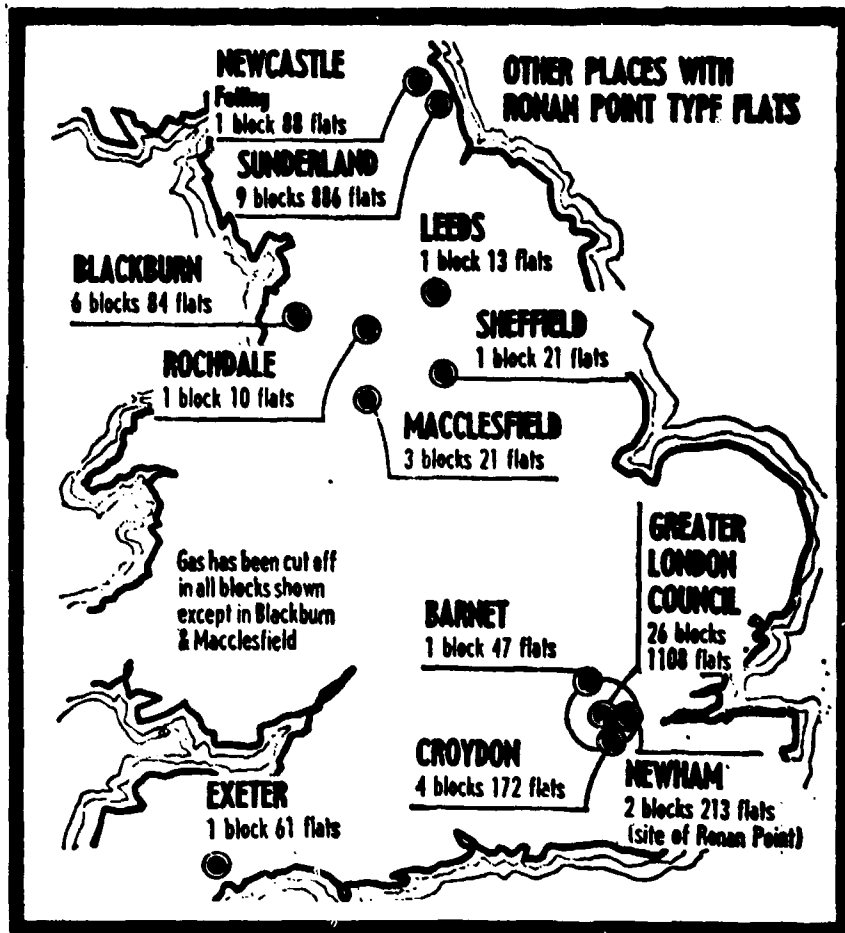 OTHER PLACES WITH
RONAN POINT TYPE FLATS
NEWCASTLE
Felling
1 block 88 flats
SUNDERLAND
9 blocks 886 flats
LEEDS
1 block 13 flats
BLACKBURN
6 blocks 84 flats
SHEFFIELD
1 block 21 flats
ROCHDALE
1 block 10 flats
MACCLESFIELD
3 blocks 21 flats
Gas has been cut off
in all blocks shown
except in Blackburn
& Macclesfield
GREATER
LONDON
COUNCIL
26 blocks
1108 flats
BARNET
1 block 47 flats
CROYDON
4 blocks 172 flats
NEWHAM
2 blocks 213 flats
(site of Ronan Point)
EXETER
1 block 61 flats